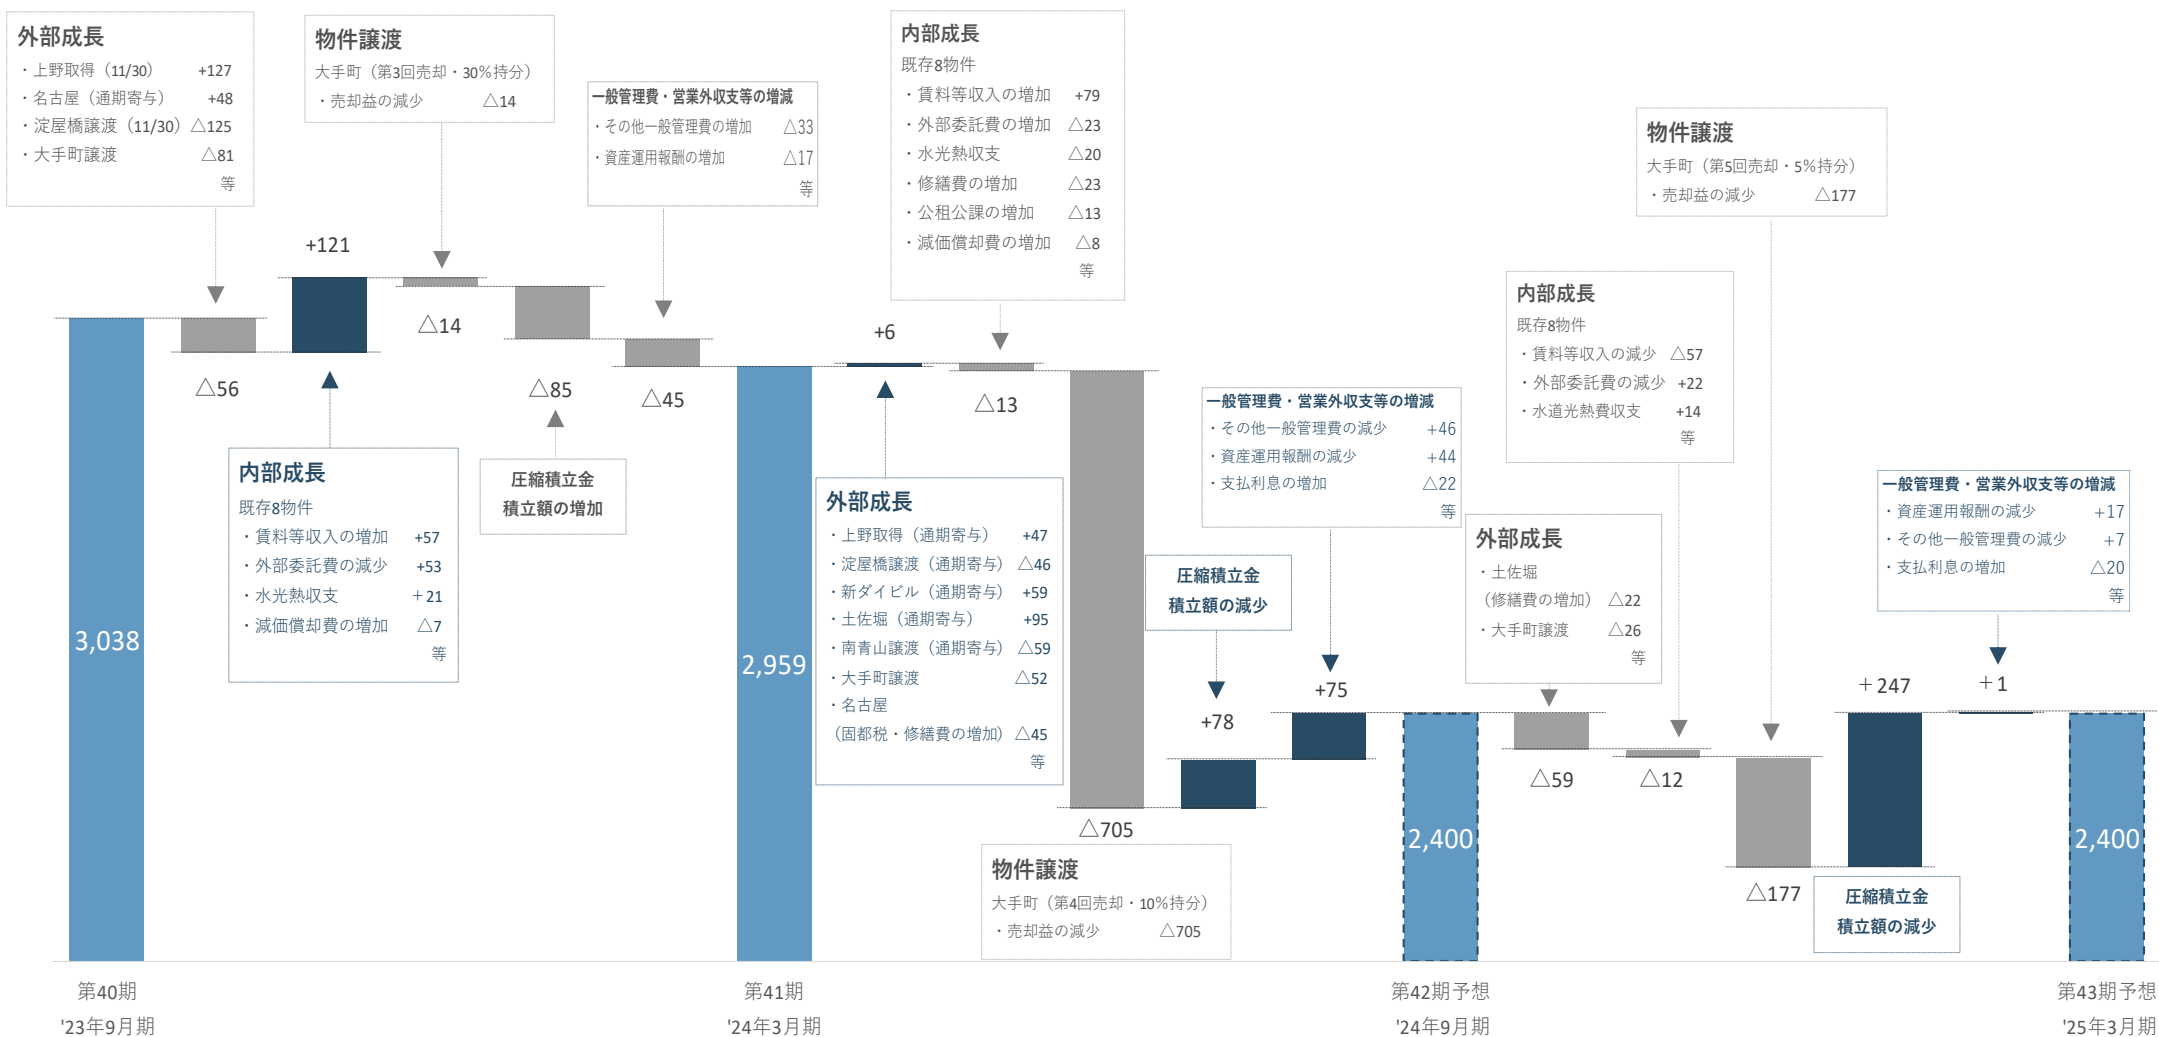 外部成長
・上野取得（11/30） +127
・名古屋（通期寄与） +48
・淀屋橋譲渡（11/30） △125
・大手町譲渡 △81
等
物件譲渡
大手町（第3回売却・30%持分）
・売却益の減少 △14
一般管理費・営業外収支等の増減
・その他一般管理費の増加 △33
・資産運用報酬の増加 △17
等
内部成長
既存8物件
・賃料等収入の増加 +79
・外部委託費の増加 △23
・水光熱収支 △20
・修繕費の増加 △23
・公租公課の増加 △13
・減価償却費の増加 △8
等
物件譲渡
大手町（第5回売却・5%持分）
・売却益の減少 △177
内部成長
既存8物件
・賃料等収入の減少 △57
・外部委託費の減少 +22
・水道光熱費収支 +14
等
+121
△14
△56
△85
△45
+6
△13
内部成長
既存8物件
・賃料等収入の増加 +57
・外部委託費の減少 +53
・水光熱収支 ＋21
・減価償却費の増加 △7
等
圧縮積立金
積立額の増加
外部成長
・上野取得（通期寄与） +47
・淀屋橋譲渡（通期寄与） △46
・新ダイビル（通期寄与） +59
・土佐堀（通期寄与） +95
・南青山譲渡（通期寄与） △59
・大手町譲渡 △52
・名古屋
（固都税・修繕費の増加） △45
等
一般管理費・営業外収支等の増減
・その他一般管理費の減少 +46
・資産運用報酬の減少 +44
・支払利息の増加 △22
等
圧縮積立金
積立額の減少
外部成長
・土佐堀
（修繕費の増加） △22
・大手町譲渡 △26
等
一般管理費・営業外収支等の増減
・資産運用報酬の減少 +17
・その他一般管理費の減少 +7
・支払利息の増加 △20
等
3,038
2,959
+78
+75
＋247
＋1
△705
△59
△12
△177
2,400
2,400
物件譲渡
大手町（第4回売却・10%持分）
・売却益の減少 △705
圧縮積立金
積立額の減少
第40期
'23年9月期
第41期
'24年3月期
第42期予想
'24年9月期
第43期予想
'25年3月期